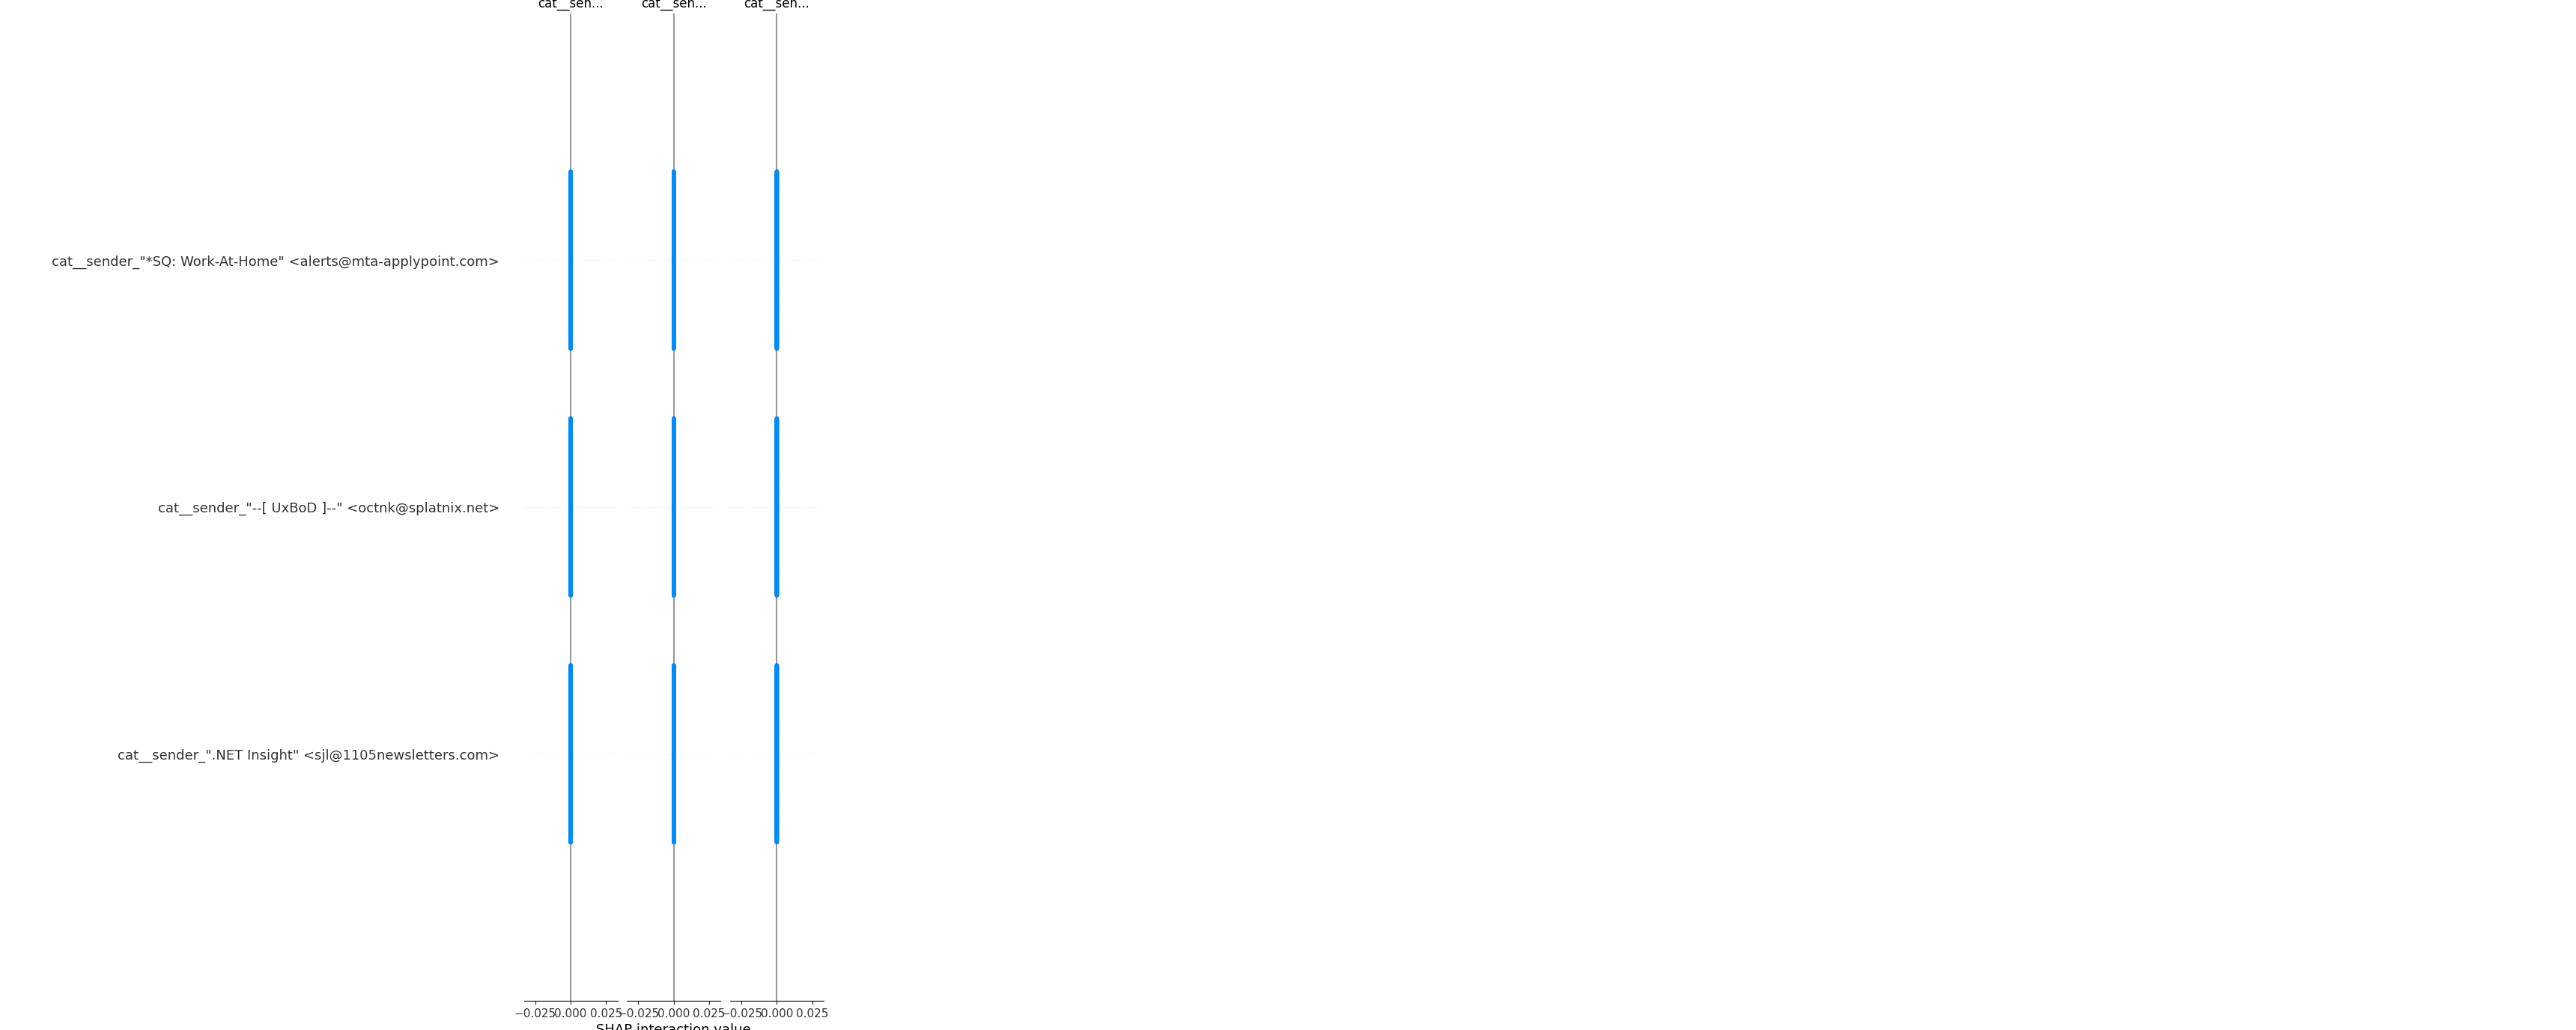 cat__sen... cat__sen... cat__sen...
cat__sender_"*SQ: Work-At-Home" <alerts@mta-applypoint.com>
cat__sender_"--[ UxBoD ]--" <octnk@splatnix.net>
cat__sender_".NET Insight" <sjl@1105newsletters.com>
−0.025 0.000 0.025 −0.025 0.000 0.025 −0.025 0.000 0.025
SHAP interaction value